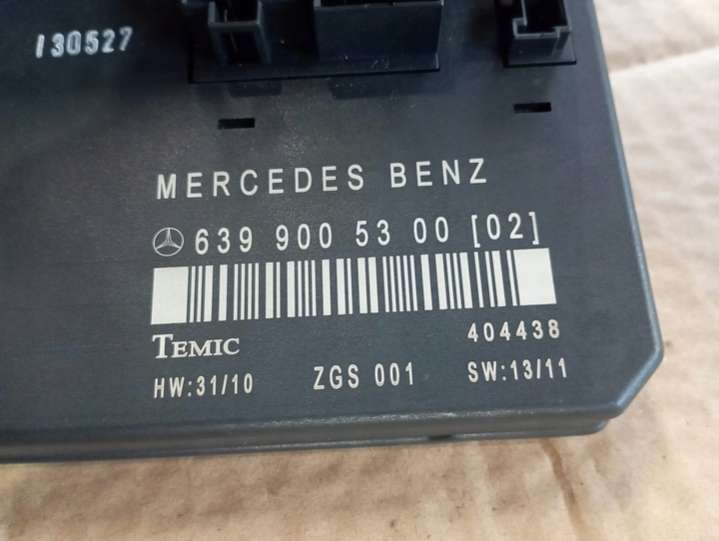 130527
MERCEDES BENZ
639 900 53 00 [02]
TEMIC 404438
HW:31/10 ZGS 001 SW:13/11